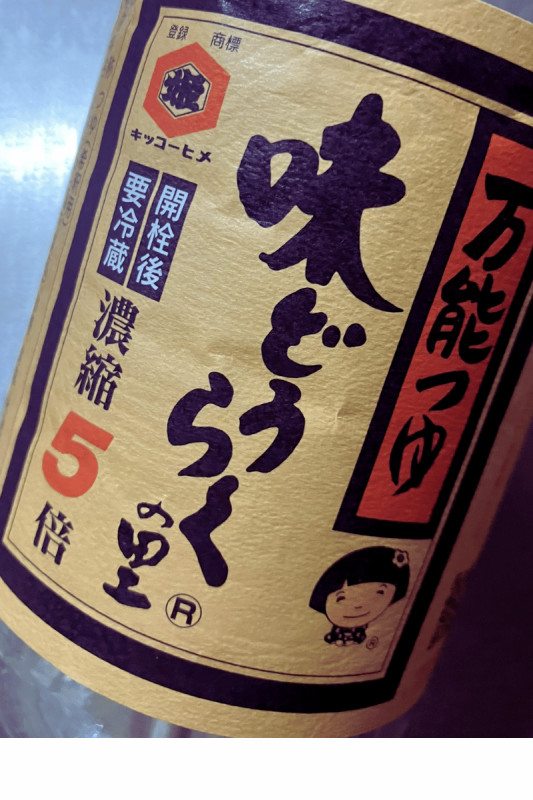 登録 商標
姫
キッコーヒメ
万能つゆ
味どうらく
の里®
開栓後
要冷蔵
濃縮5倍
®